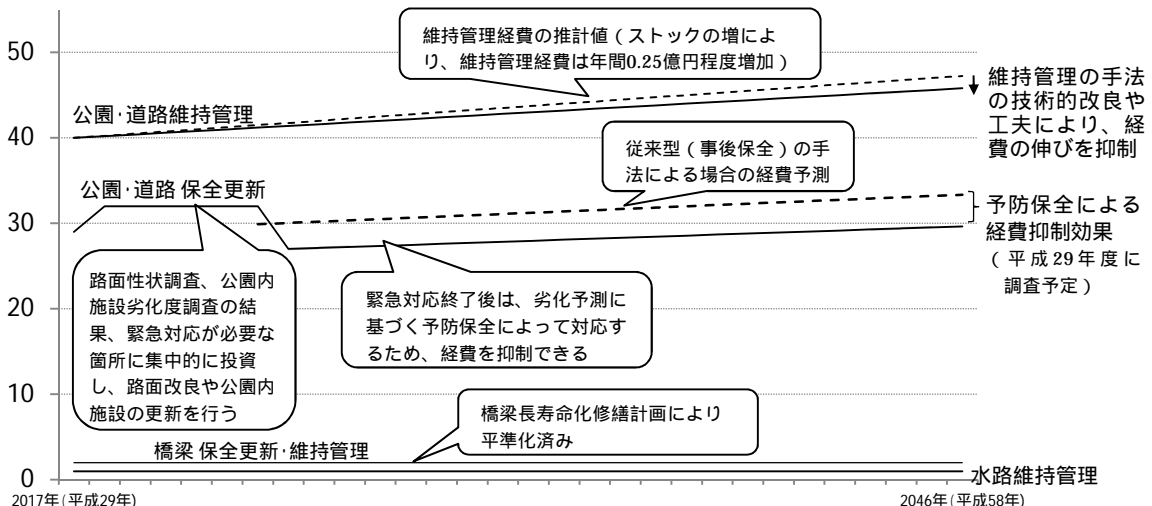 50
40
30
20
10
0
維持管理経費の推計値（ストックの増によ
り、維持管理経費は年間0.25億円程度増加）
公園･道路維持管理
維持管理の手法
の技術的改良や
工夫により、経
費の伸びを抑制
従来型（事後保全）の手
法による場合の経費予測
公園･道路 保全更新
予防保全による
経費抑制効果
（平成29年度に
調査予定）
路面性状調査、公園内
施設劣化度調査の結
果、緊急対応が必要な
箇所に集中的に投資
し、路面改良や公園内
施設の更新を行う
緊急対応終了後は、劣化予測に
基づく予防保全によって対応す
るため、経費を抑制できる
橋梁長寿命化修繕計画により
平準化済み
橋梁 保全更新･維持管理
水路維持管理
2017年(平成29年)
2046年(平成58年)